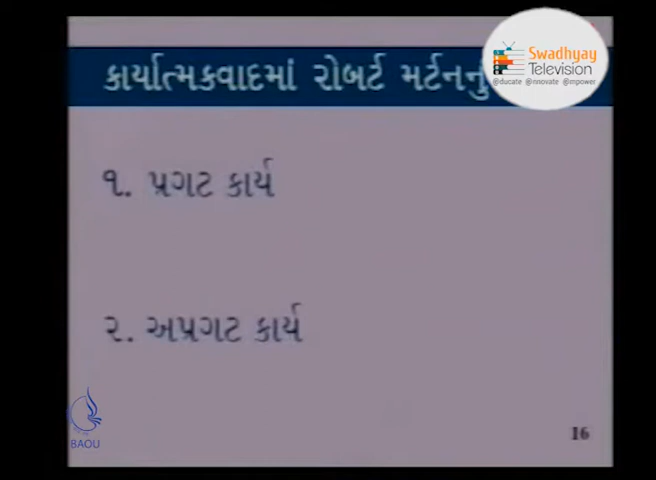 કાર્યાત્મકવાદમાં રોબર્ટ મર્ટનનું
Swadhyay
Television
@ducate @nnovate @mpower
૧. પ્રગટ કાર્ય
૨. અપ્રગટ કાર્ય
BAOU
16